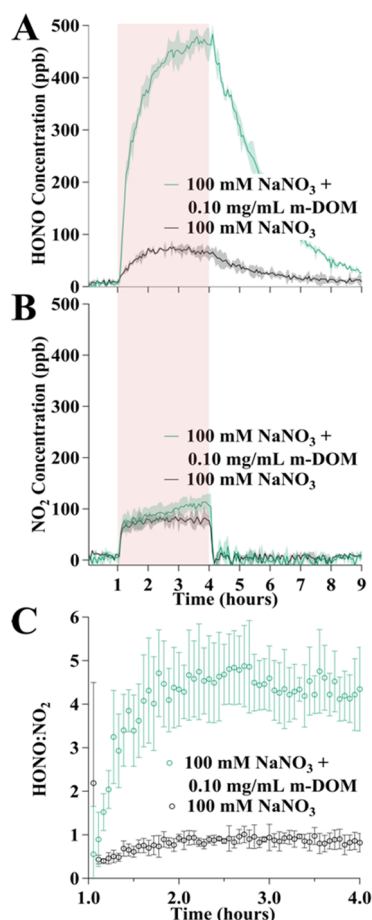 A
500
400
300
200
100
0
HONO Concentration (ppb)
100 mM NaNO₃ +
0.10 mg/mL m-DOM
100 mM NaNO₃
B
500
400
300
200
100
0
NO₂ Concentration (ppb)
100 mM NaNO₃ +
0.10 mg/mL m-DOM
100 mM NaNO₃
1 2 3 4 5 6 7 8 9
Time (hours)
C
6
5
4
3
2
1
0
HONO:NO₂
100 mM NaNO₃ +
0.10 mg/mL m-DOM
100 mM NaNO₃
1.0 2.0 3.0 4.0
Time (hours)